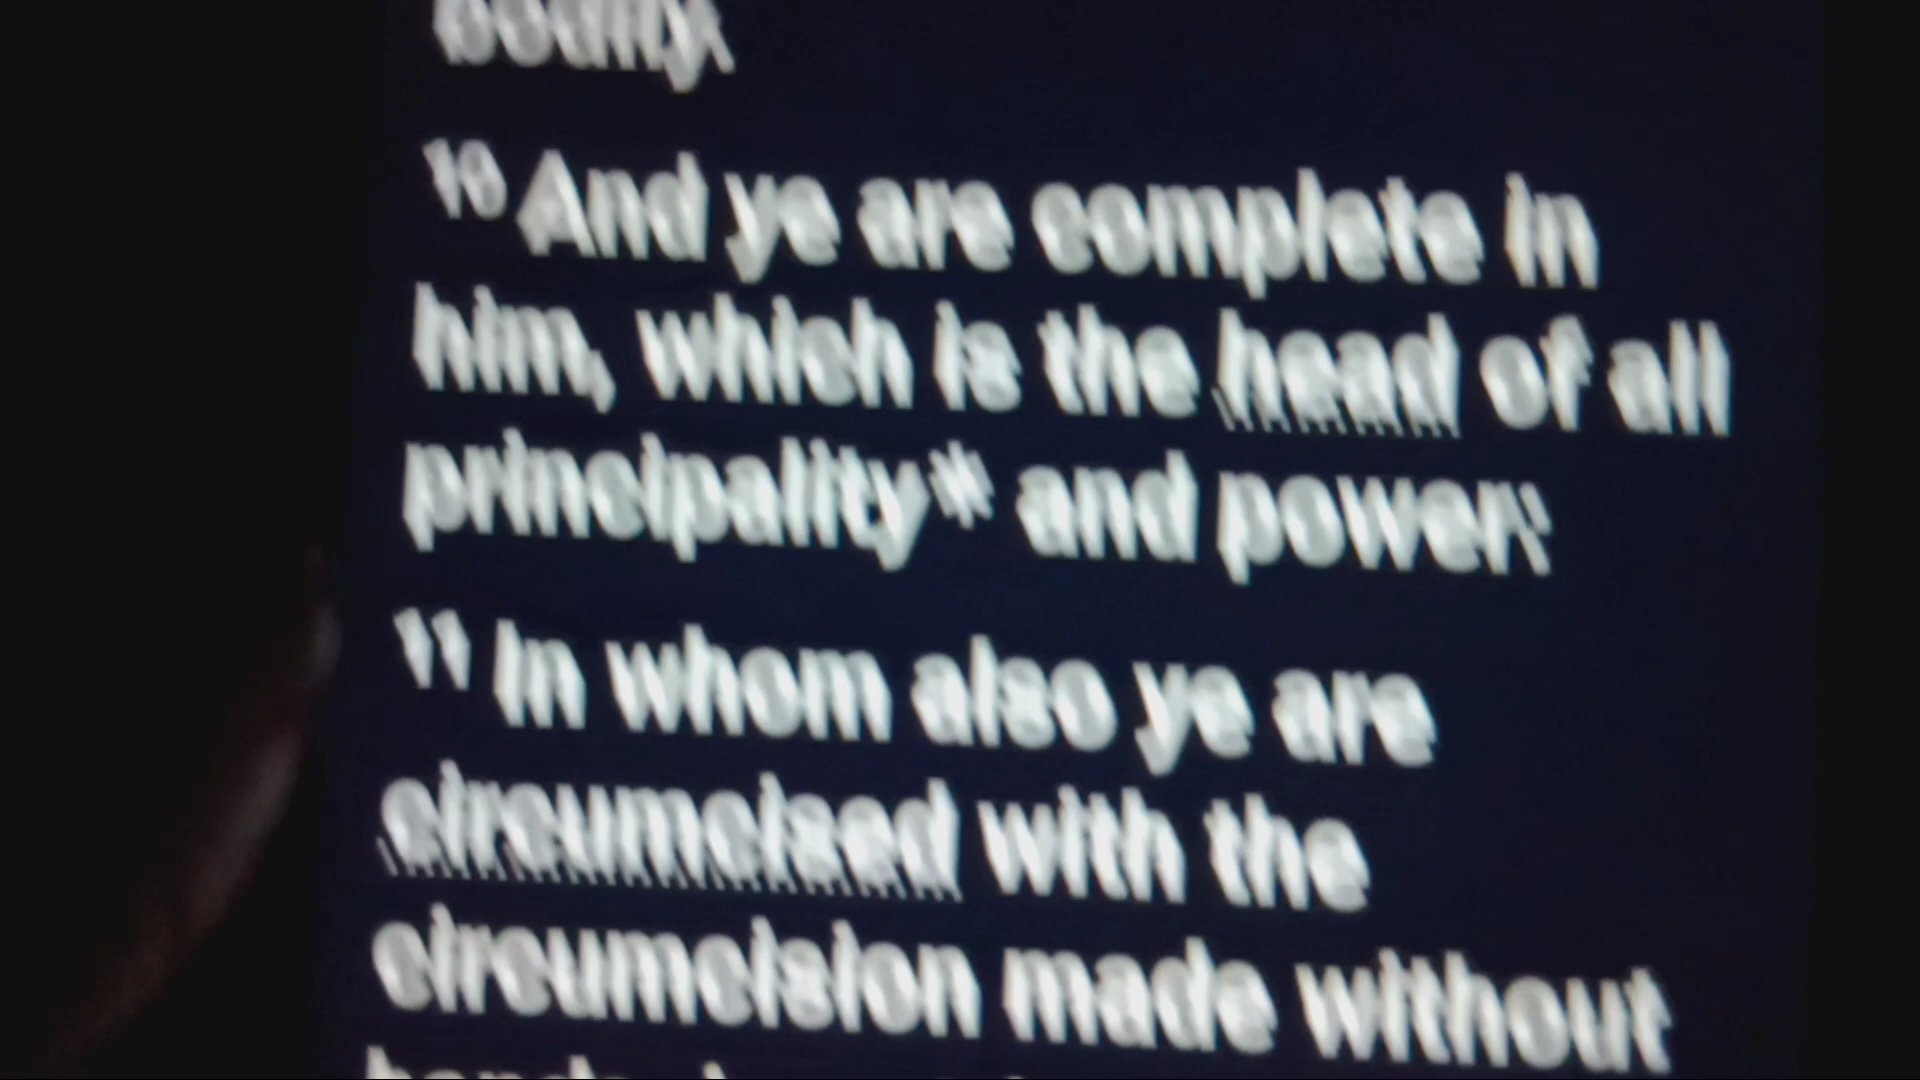 bodily.
10 And ye are complete in
him, which is the head of all
principality* and power:
11 In whom also ye are
circumcised with the
circumcision made without